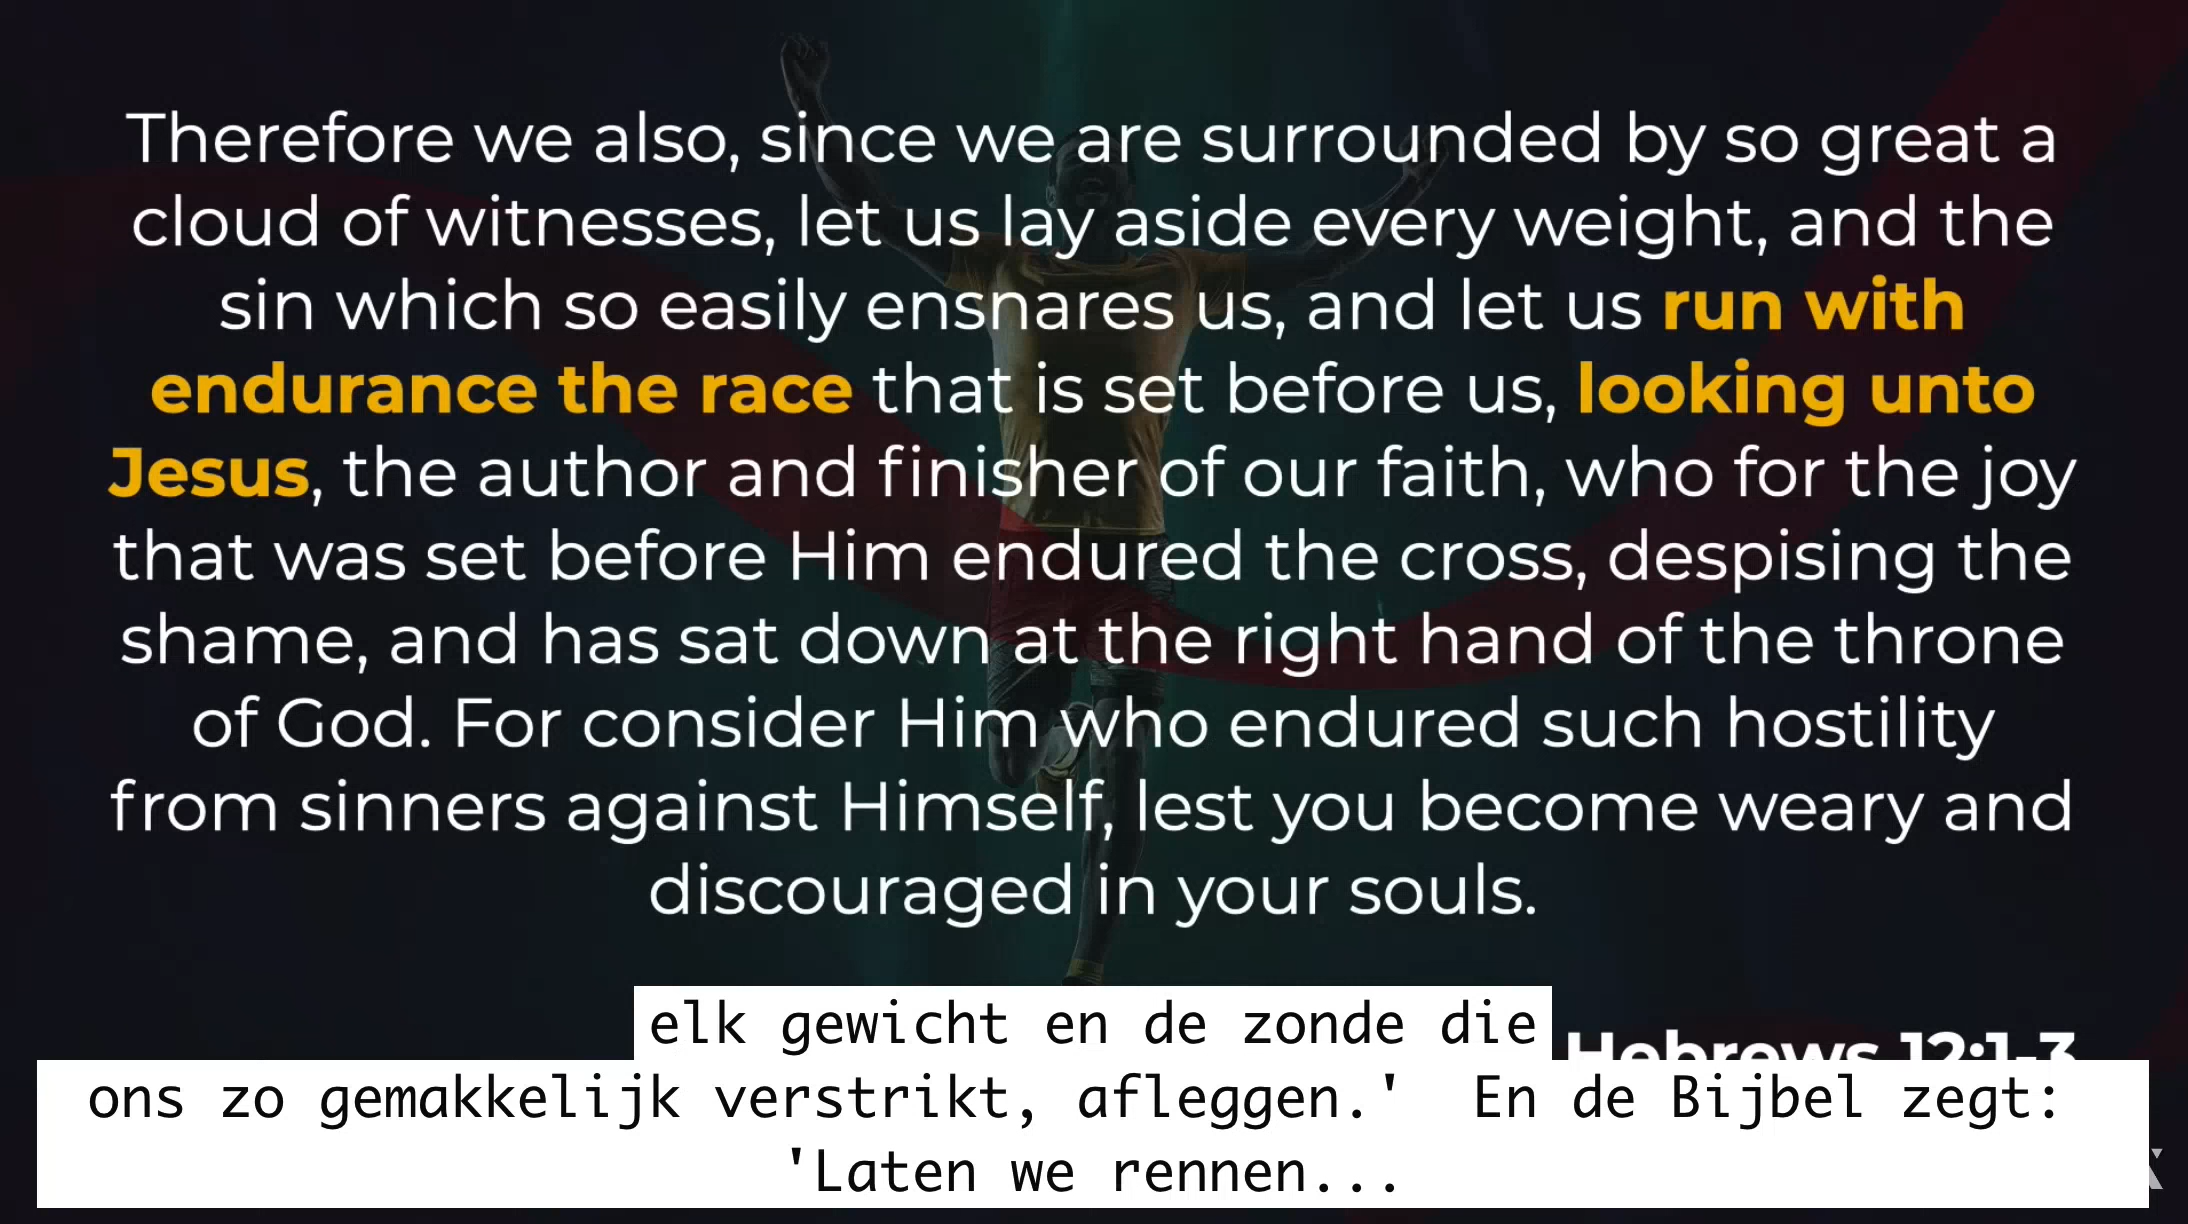 Therefore we also, since we are surrounded by so great a
cloud of witnesses, let us lay aside every weight, and the
sin which so easily ensnares us, and let us run with
endurance the race that is set before us, looking unto
Jesus, the author and finisher of our faith, who for the joy
that was set before Him endured the cross, despising the
shame, and has sat down at the right hand of the throne
of God. For consider Him who endured such hostility
from sinners against Himself, lest you become weary and
discouraged in your souls.
Hebrews 12:1-3
elk gewicht en de zonde die
ons zo gemakkelijk verstrikt, afleggen.' En de Bijbel zegt:
'Laten we rennen...